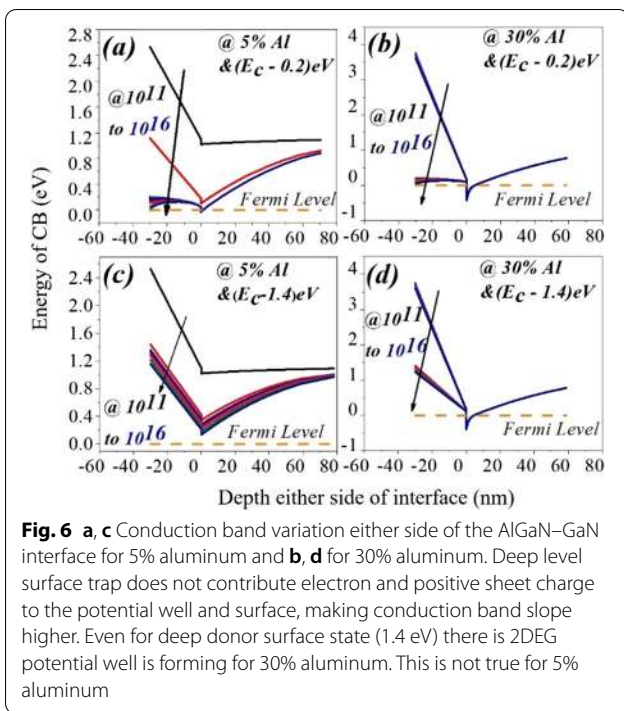 (a)
@ 5% Al
&(Ec - 0.2)eV
@1011
to 1016
Fermi Level
2.8
2.4
2.0
1.6
1.2
0.8
0.4
0.0
-60 -40 -20 0 20 40 60 80
(b)
@ 30% Al
&(Ec - 0.2)eV
@1011
to 1016
Fermi Level
4
3
2
1
0
-1
-60 -40 -20 0 20 40 60 80
Energy of CB (eV)
(c)
@ 5% Al
&(Ec-1.4)eV
@ 1011
to 1016
Fermi Level
2.4
2.0
1.6
1.2
0.8
0.4
0.0
-60 -40 -20 0 20 40 60 80
(d)
@ 30% Al
&(Ec - 1.4)eV
@1011
to 1016
Fermi Level
4
3
2
1
0
-1
-60 -40 -20 0 20 40 60 80
Depth either side of interface (nm)
Fig. 6 a, c Conduction band variation either side of the AlGaN–GaN
interface for 5% aluminum and b, d for 30% aluminum. Deep level
surface trap does not contribute electron and positive sheet charge
to the potential well and surface, making conduction band slope
higher. Even for deep donor surface state (1.4 eV) there is 2DEG
potential well is forming for 30% aluminum. This is not true for 5%
aluminum